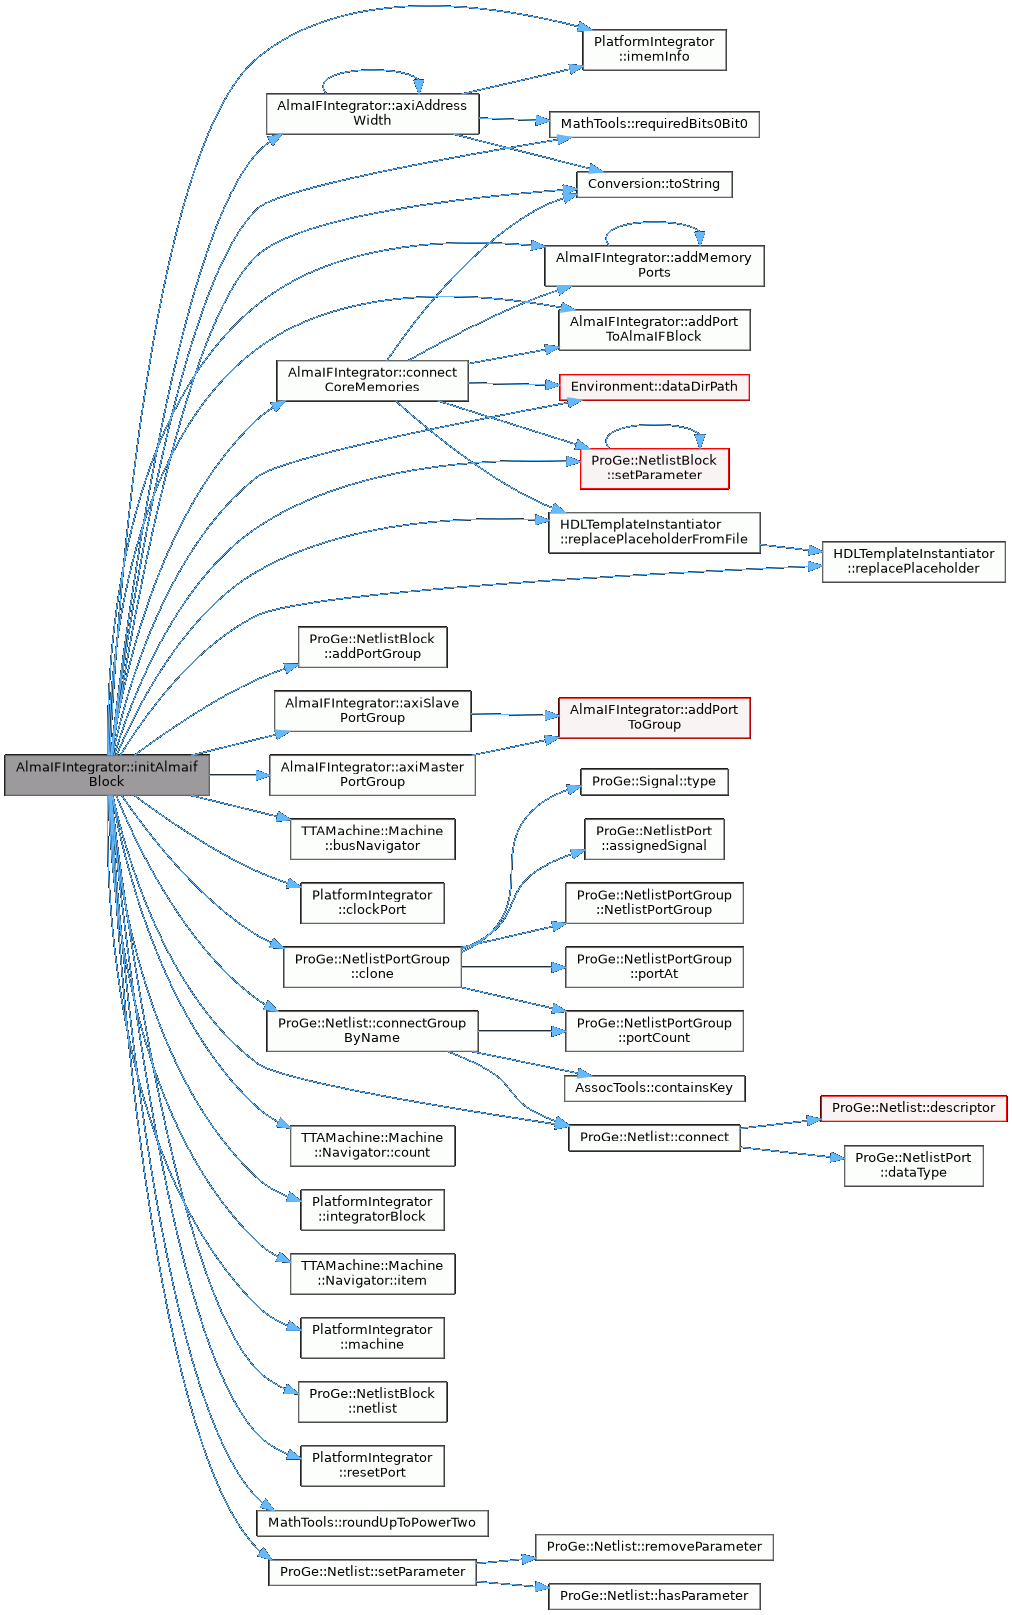 PlatformIntegrator
::imemInfo
AlmaIFIntegrator::axiAddress
Width
MathTools::requiredBits0Bit0
Conversion::toString
AlmaIFIntegrator::addMemory
Ports
AlmaIFIntegrator::addPort
ToAlmaIFBlock
AlmaIFIntegrator::connect
CoreMemories
Environment::dataDirPath
ProGe::NetlistBlock
::setParameter
HDLTemplateInstantiator
::replacePlaceholderFromFile
HDLTemplateInstantiator
::replacePlaceholder
ProGe::NetlistBlock
::addPortGroup
AlmaIFIntegrator::axiSlave
PortGroup
AlmaIFIntegrator::addPort
ToGroup
AlmaIFIntegrator::initAlmaif
Block
AlmaIFIntegrator::axiMaster
PortGroup
ProGe::Signal::type
TTAMachine::Machine
::busNavigator
ProGe::NetlistPort
::assignedSignal
PlatformIntegrator
::clockPort
ProGe::NetlistPortGroup
::NetlistPortGroup
ProGe::NetlistPortGroup
::clone
ProGe::NetlistPortGroup
::portAt
ProGe::Netlist::connectGroup
ByName
ProGe::NetlistPortGroup
::portCount
AssocTools::containsKey
ProGe::Netlist::descriptor
ProGe::Netlist::connect
TTAMachine::Machine
::Navigator::count
ProGe::NetlistPort
::dataType
PlatformIntegrator
::integratorBlock
TTAMachine::Machine
::Navigator::item
PlatformIntegrator
::machine
ProGe::NetlistBlock
::netlist
PlatformIntegrator
::resetPort
MathTools::roundUpToPowerTwo
ProGe::Netlist::removeParameter
ProGe::Netlist::setParameter
ProGe::Netlist::hasParameter